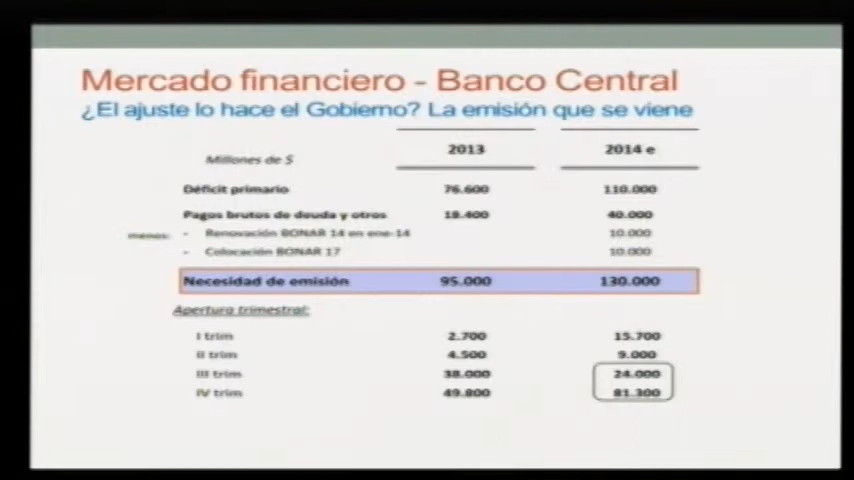 Mercado financiero - Banco Central
¿El ajuste lo hace el Gobierno? La emisión que se viene
Millones de $ 2013 2014 e
Déficit primario 76.600 110.000
Pagos brutos de deuda y otros 18.400 40.000
menos: - Renovación BONAR 14 en ene-14 10.000
- Colocación BONAR 17 10.000
Necesidad de emisión 95.000 130.000
Apertura trimestral:
I trim 2.700 15.700
II trim 4.500 9.000
III trim 38.000 24.000
IV trim 49.800 81.300